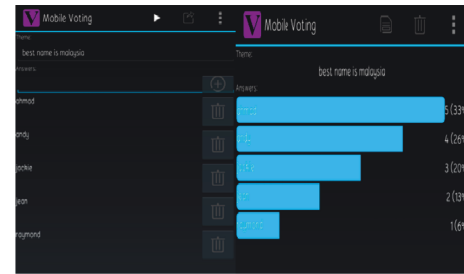 V Mobile Voting
Theme:
best name is malaysia
Answers:
ahmad
andy
jackie
jean
raymond
V Mobile Voting
Theme:
best name is malaysia
Answers:
5 (33%
4 (26%
3 (20%
2 (13%
1 (6%